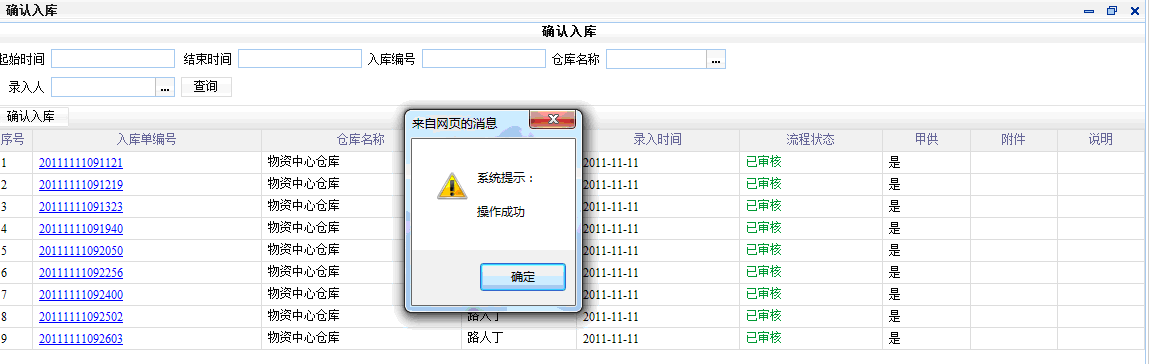 确认入库
确认入库
起始时间 结束时间 入库编号 仓库名称 ...
录入人 ... 查询
确认入库
序号 入库单编号 仓库名称 录入时间 流程状态 甲供 附件 说明
1 20111111091121 物资中心仓库 2011-11-11 已审核 是
2 20111111091219 物资中心仓库 2011-11-11 已审核 是
3 20111111091323 物资中心仓库 2011-11-11 已审核 是
4 20111111091940 物资中心仓库 2011-11-11 已审核 是
5 20111111092050 物资中心仓库 2011-11-11 已审核 是
6 20111111092256 物资中心仓库 2011-11-11 已审核 是
7 20111111092400 物资中心仓库 2011-11-11 已审核 是
8 20111111092502 物资中心仓库 路人丁 2011-11-11 已审核 是
9 20111111092603 物资中心仓库 路人丁 2011-11-11 已审核 是
来自网页的消息
系统提示：
操作成功
确定